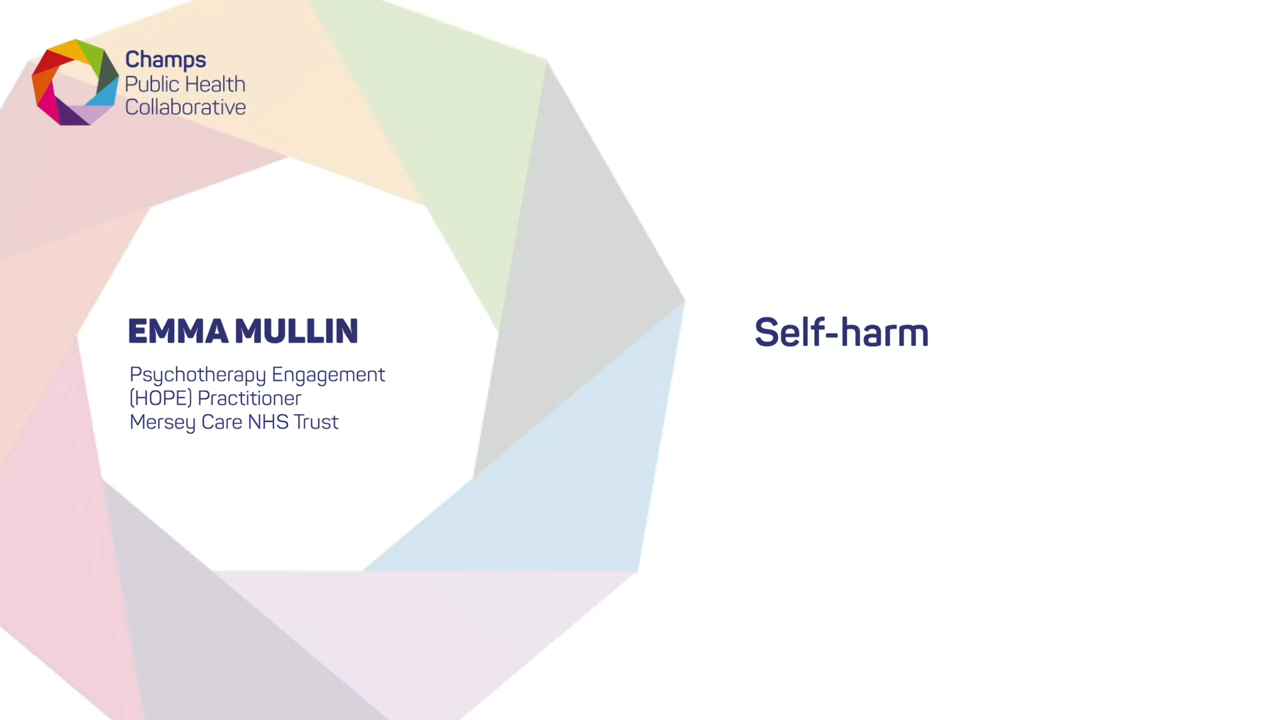 Champs
Public Health
Collaborative
EMMA MULLIN
Psychotherapy Engagement
(HOPE) Practitioner
Mersey Care NHS Trust
Self-harm